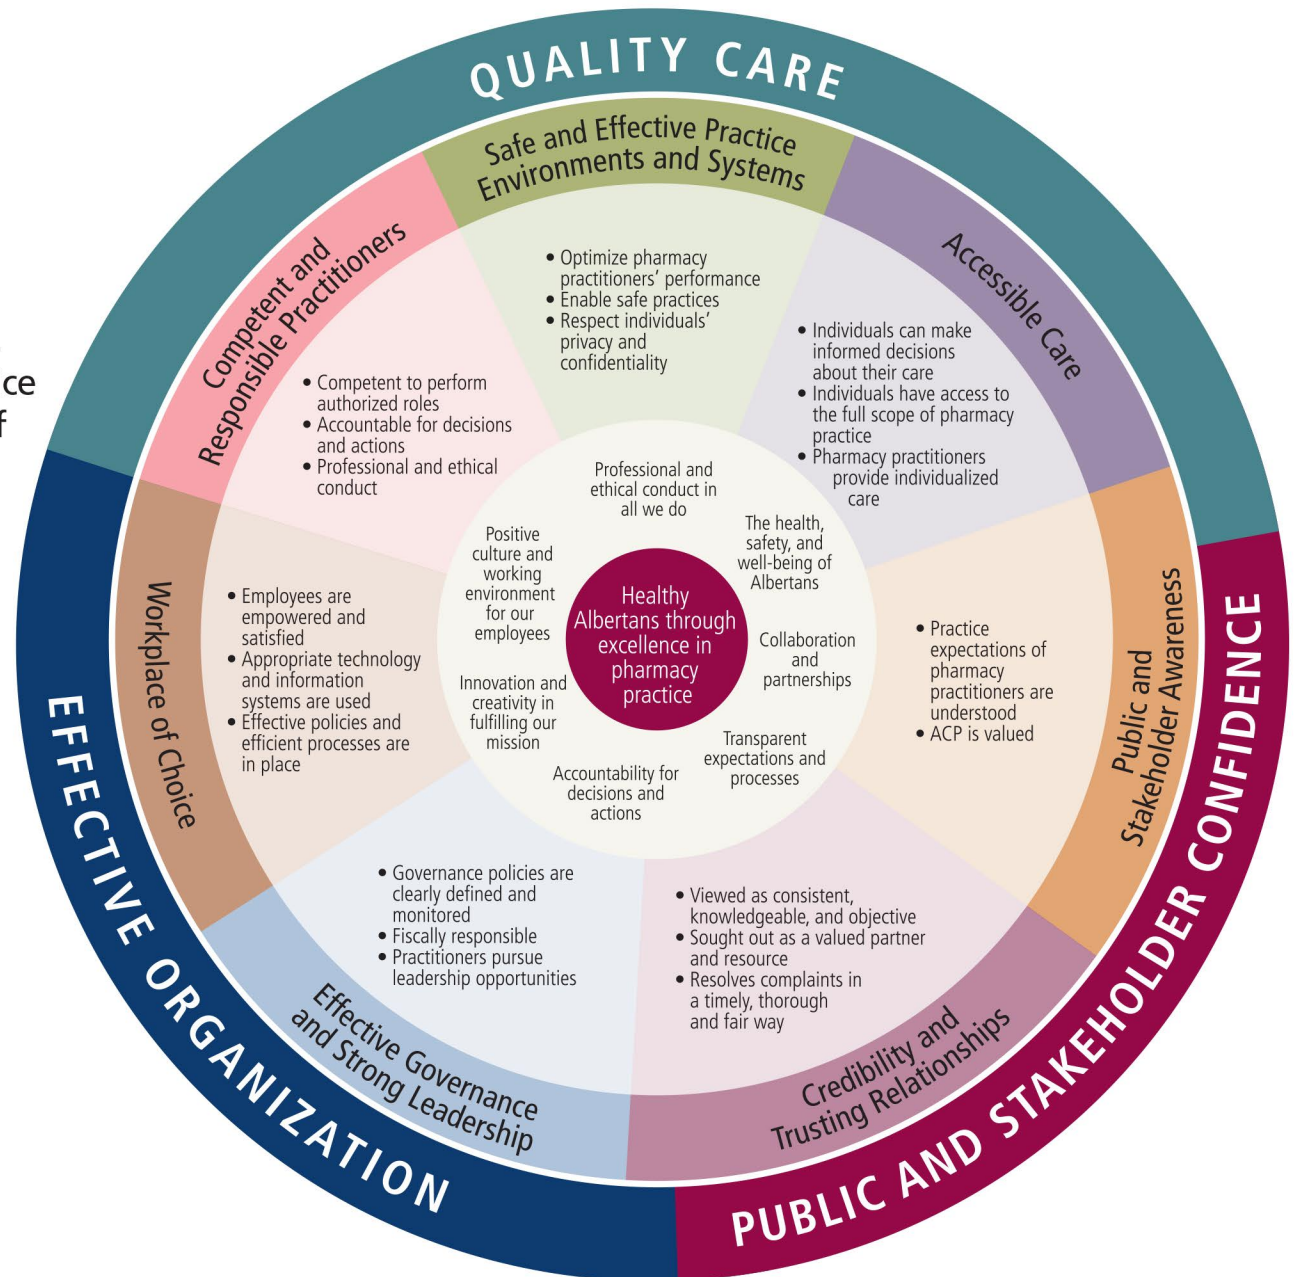 QUALITY CARE
Safe and Effective Practice
Environments and Systems
• Optimize pharmacy
practitioners’ performance
• Enable safe practices
• Respect individuals’
privacy and
confidentiality
Accessible Care
• Individuals can make
informed decisions
about their care
• Individuals have access to
the full scope of pharmacy
practice
• Pharmacy practitioners
provide individualized
care
Competent and
Responsible Practitioners
• Competent to perform
authorized roles
• Accountable for decisions
and actions
• Professional and ethical
conduct
ce
f
PUBLIC AND STAKEHOLDER CONFIDENCE
Public and
Stakeholder Awareness
• Practice
expectations of
pharmacy
practitioners are
understood
• ACP is valued
Credibility and
Trusting Relationships
• Viewed as consistent,
knowledgeable, and objective
• Sought out as a valued partner
and resource
• Resolves complaints in
a timely, thorough
and fair way
EFFECTIVE ORGANIZATION
Effective Governance
and Strong Leadership
• Governance policies are
clearly defined and
monitored
• Fiscally responsible
• Practitioners pursue
leadership opportunities
Workplace of Choice
• Employees are
empowered and
satisfied
• Appropriate technology
and information
systems are used
• Effective policies and
efficient processes are
in place
Professional and
ethical conduct in
all we do
The health,
safety, and
well-being of
Albertans
Collaboration
and
partnerships
Transparent
expectations and
processes
Accountability for
decisions and
actions
Innovation and
creativity in
fulfilling our
mission
Positive
culture and
working
environment
for our
employees
Healthy
Albertans through
excellence in
pharmacy
practice